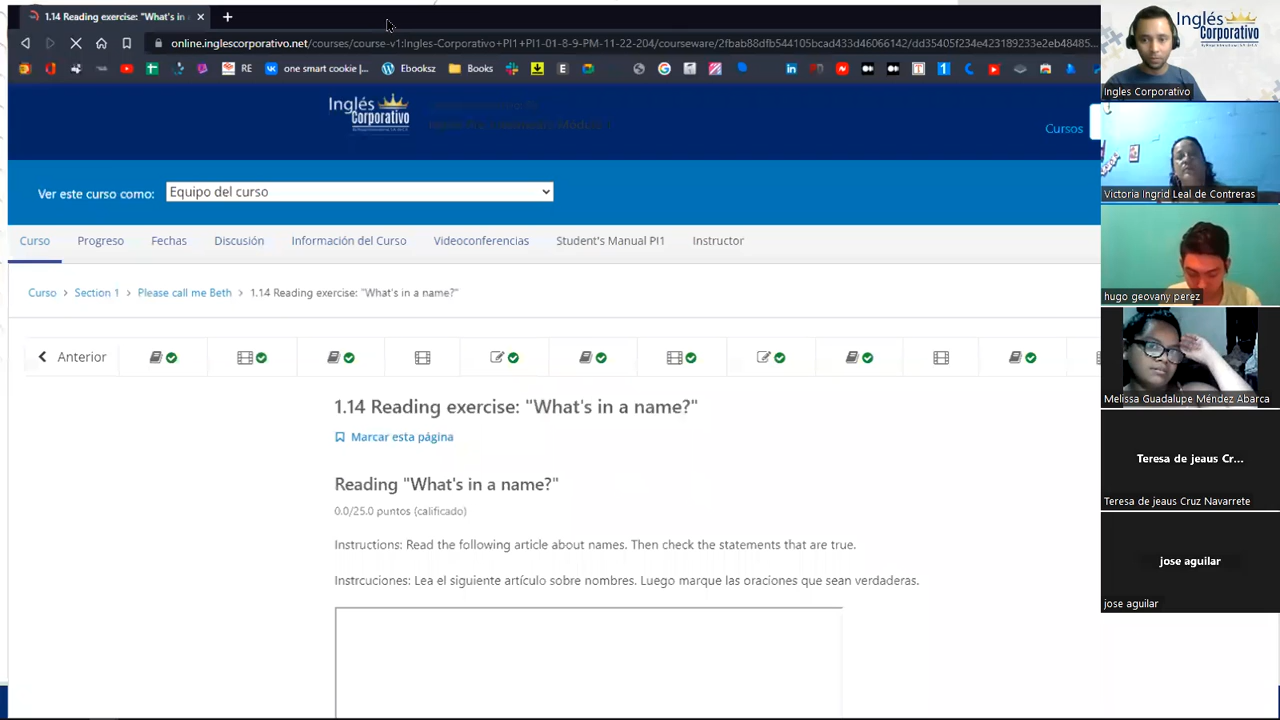 1.14 Reading exercise: "What's in
online.inglescorporativo.net/courses/course-v1:Ingles-Corporativo+PI1+PI1-01-8-9-PM-11-22-204/courseware/2fbab88dfb544105bcad433d46066142/dd35405f234e423189233e2eb48485...
RE
one smart cookie |...
Ebooksz
Books
Inglés
Corporativo
Cursos
Ver este curso como:
Equipo del curso
Curso
Progreso
Fechas
Discusión
Información del Curso
Videoconferencias
Student's Manual PI1
Instructor
Curso > Section 1 > Please call me Beth > 1.14 Reading exercise: "What's in a name?"
Anterior
1.14 Reading exercise: "What's in a name?"
Marcar esta página
Reading "What's in a name?"
0.0/25.0 puntos (calificado)
Instructions: Read the following article about names. Then check the statements that are true.
Instrcuciones: Lea el siguiente artículo sobre nombres. Luego marque las oraciones que sean verdaderas.
Inglés
Corporativo
Ingles Corporativo
Victoria Ingrid Leal de Contreras
hugo geovany perez
Melissa Guadalupe Méndez Abarca
Teresa de jeaus Cr...
Teresa de jeaus Cruz Navarrete
jose aguilar
jose aguilar